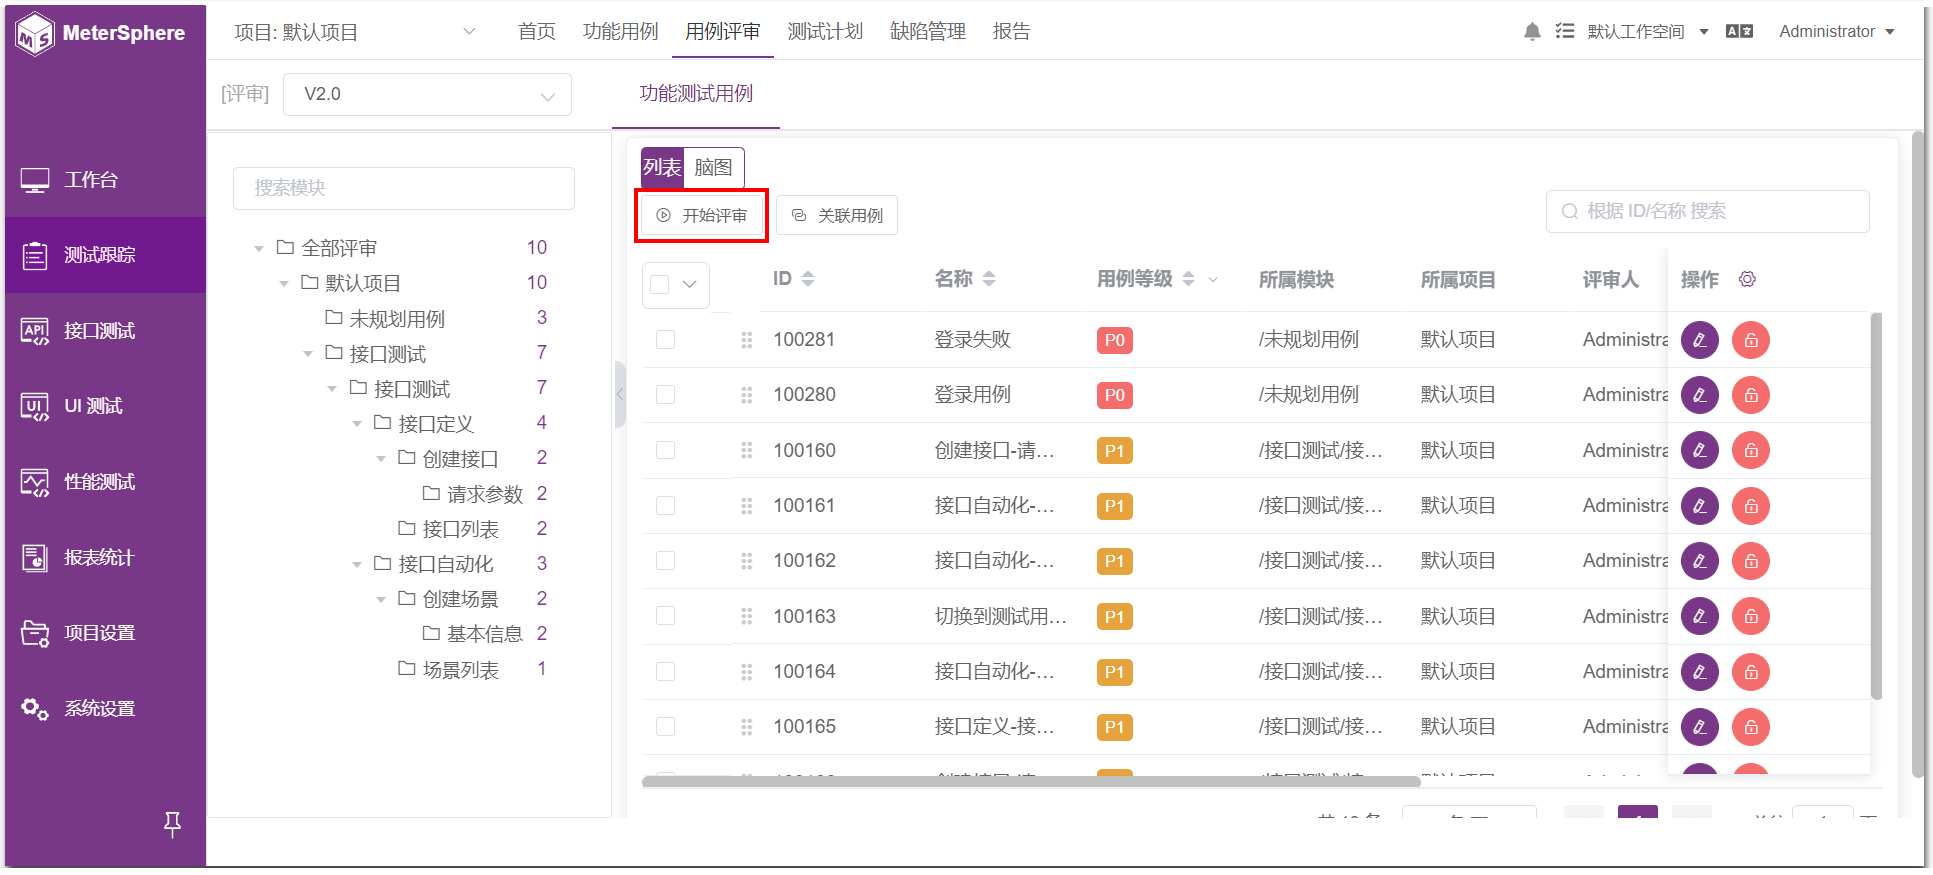 MeterSphere
项目: 默认项目
首页
功能用例
用例评审
测试计划
缺陷管理
报告
默认工作空间
Administrator
[评审]
V2.0
功能测试用例
工作台
测试跟踪
接口测试
UI 测试
性能测试
报表统计
项目设置
系统设置
搜索模块
全部评审 10
默认项目 10
未规划用例 3
接口测试 7
接口测试 7
接口定义 4
创建接口 2
请求参数 2
接口列表 2
接口自动化 3
创建场景 2
基本信息 2
场景列表 1
列表 脑图
开始评审 关联用例
根据 ID/名称 搜索
ID 名称 用例等级 所属模块 所属项目 评审人 操作
100281 登录失败 P0 /未规划用例 默认项目 Administra
100280 登录用例 P0 /未规划用例 默认项目 Administra
100160 创建接口-请... P1 /接口测试/接... 默认项目 Administra
100161 接口自动化-... P1 /接口测试/接... 默认项目 Administra
100162 接口自动化-... P1 /接口测试/接... 默认项目 Administra
100163 切换到测试用... P1 /接口测试/接... 默认项目 Administra
100164 接口自动化-... P1 /接口测试/接... 默认项目 Administra
100165 接口定义-接... P1 /接口测试/接... 默认项目 Administra